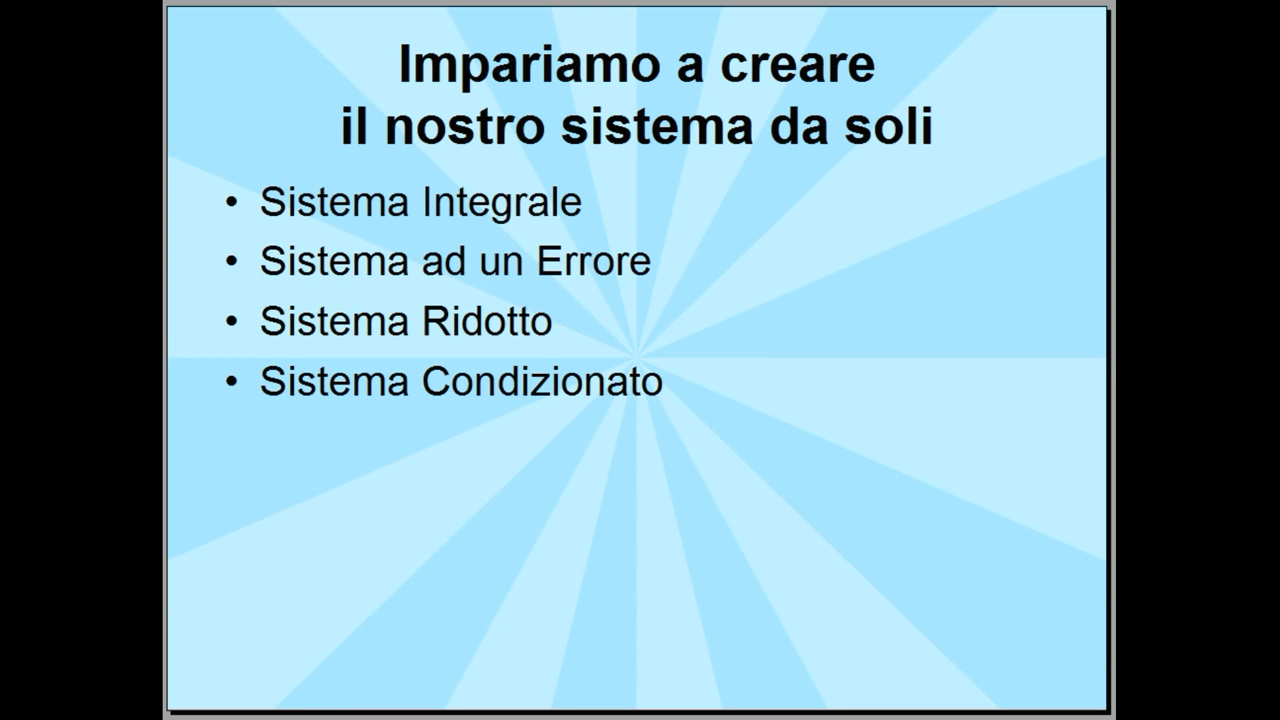 Impariamo a creare
il nostro sistema da soli
• Sistema Integrale
• Sistema ad un Errore
• Sistema Ridotto
• Sistema Condizionato